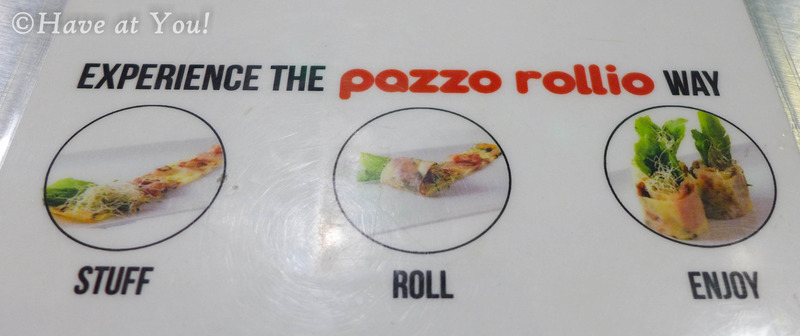 ©Have at You!
EXPERIENCE THE pazzo rollio WAY
STUFF ROLL ENJOY